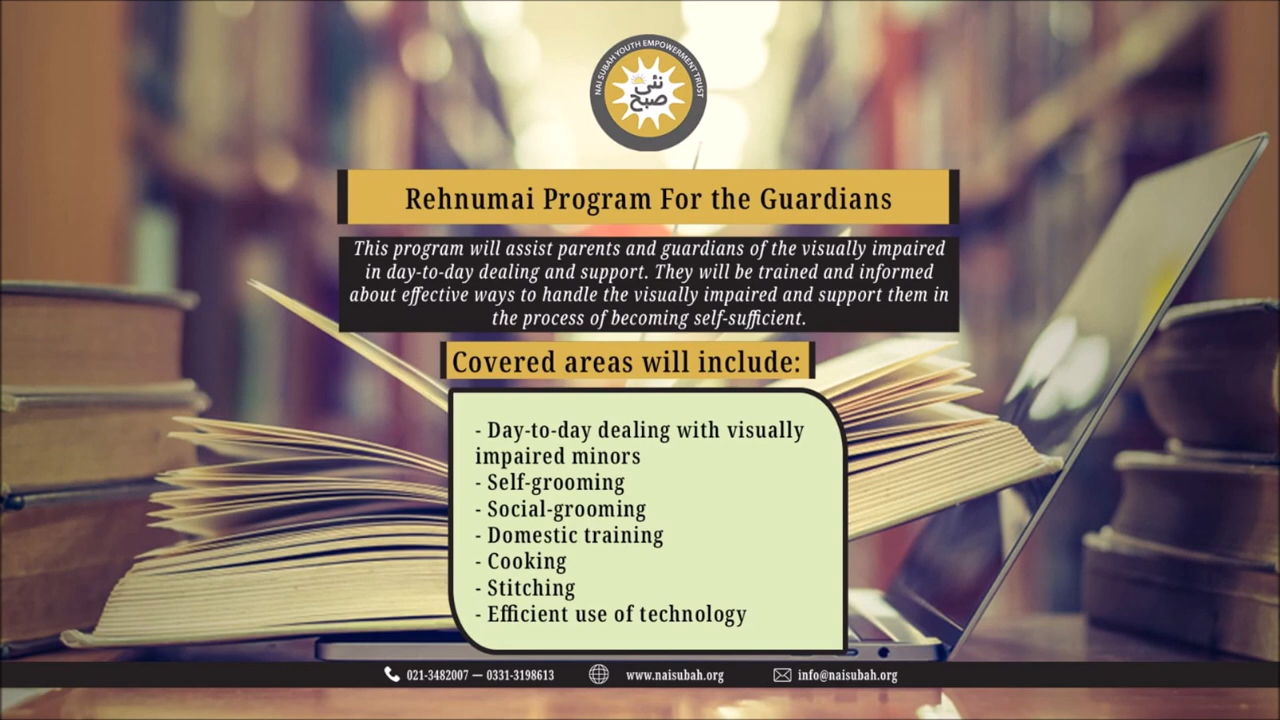 NAI SUBAH YOUTH EMPOWERMENT TRUST
نئی
صبح
Rehnumai Program For the Guardians
This program will assist parents and guardians of the visually impaired
in day-to-day dealing and support. They will be trained and informed
about effective ways to handle the visually impaired and support them in
the process of becoming self-sufficient.
Covered areas will include:
- Day-to-day dealing with visually
impaired minors
- Self-grooming
- Social-grooming
- Domestic training
- Cooking
- Stitching
- Efficient use of technology
021-3482007 — 0331-3198613 www.naisubah.org info@naisubah.org